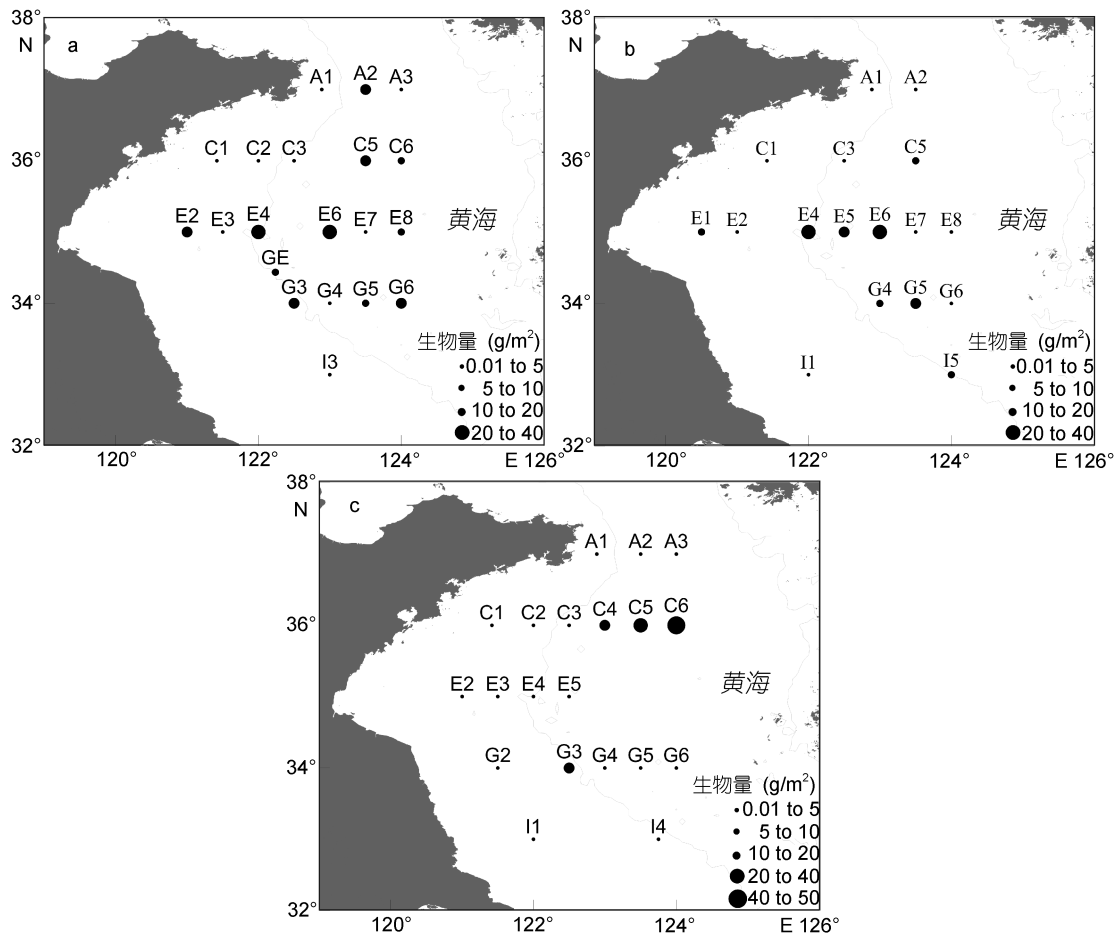 38°
N
a
A1 A2 A3
36°
C1 C2 C3 C5 C6
E2 E3 E4 E6 E7 E8
黄海
GE
34°
G3 G4 G5 G6
I3
生物量 (g/m²)
0.01 to 5
5 to 10
10 to 20
20 to 40
32°
120° 122° 124° E 126°
38°
N
b
A1 A2
36°
C1 C3 C5
E1 E2 E4 E5 E6 E7 E8
黄海
34°
G4 G5 G6
I1 I5
生物量 (g/m²)
0.01 to 5
5 to 10
10 to 20
20 to 40
32°
120° 122° 124° E 126°
38°
N
c
A1 A2 A3
36°
C1 C2 C3 C4 C5 C6
E2 E3 E4 E5
黄海
34°
G2 G3 G4 G5 G6
I1 I4
生物量 (g/m²)
0.01 to 5
5 to 10
10 to 20
20 to 40
40 to 50
32°
120° 122° 124° E 126°